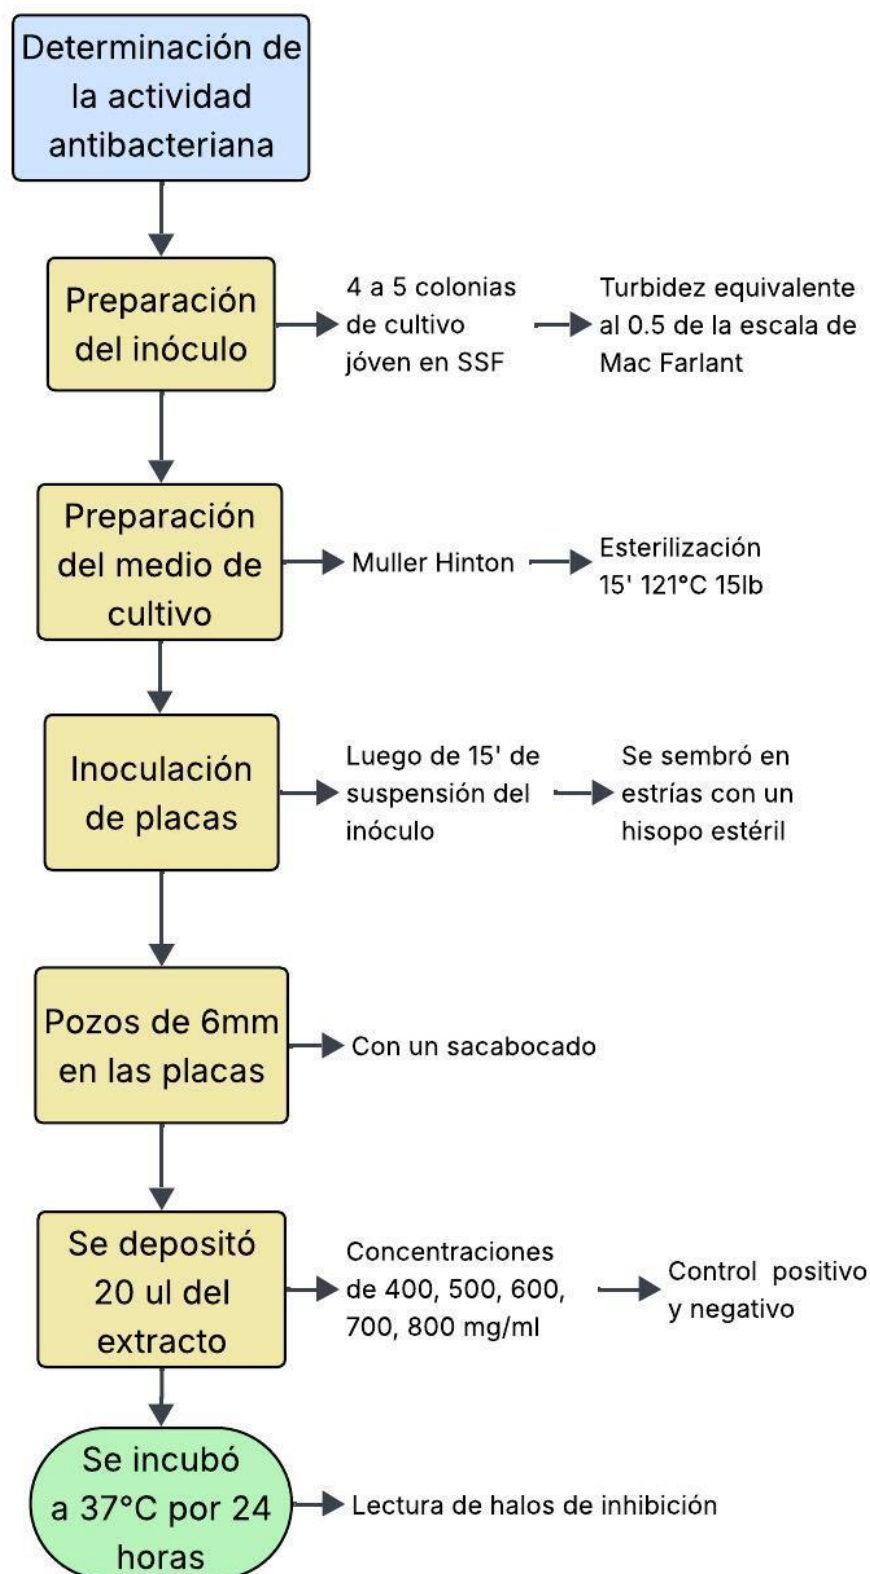 Determinación de
la actividad
antibacteriana
Preparación
del inóculo
4 a 5 colonias
de cultivo
jóven en SSF
Turbidez equivalente
al 0.5 de la escala de
Mac Farlant
Preparación
del medio de
cultivo
Muller Hinton
Esterilización
15' 121°C 15lb
Inoculación
de placas
Luego de 15' de
suspensión del
inóculo
Se sembró en
estrías con un
hisopo estéril
Pozos de 6mm
en las placas
Con un sacabocado
Se depositó
20 ul del
extracto
Concentraciones
de 400, 500, 600,
700, 800 mg/ml
Control positivo
y negativo
Se incubó
a 37°C por 24
horas
Lectura de halos de inhibición